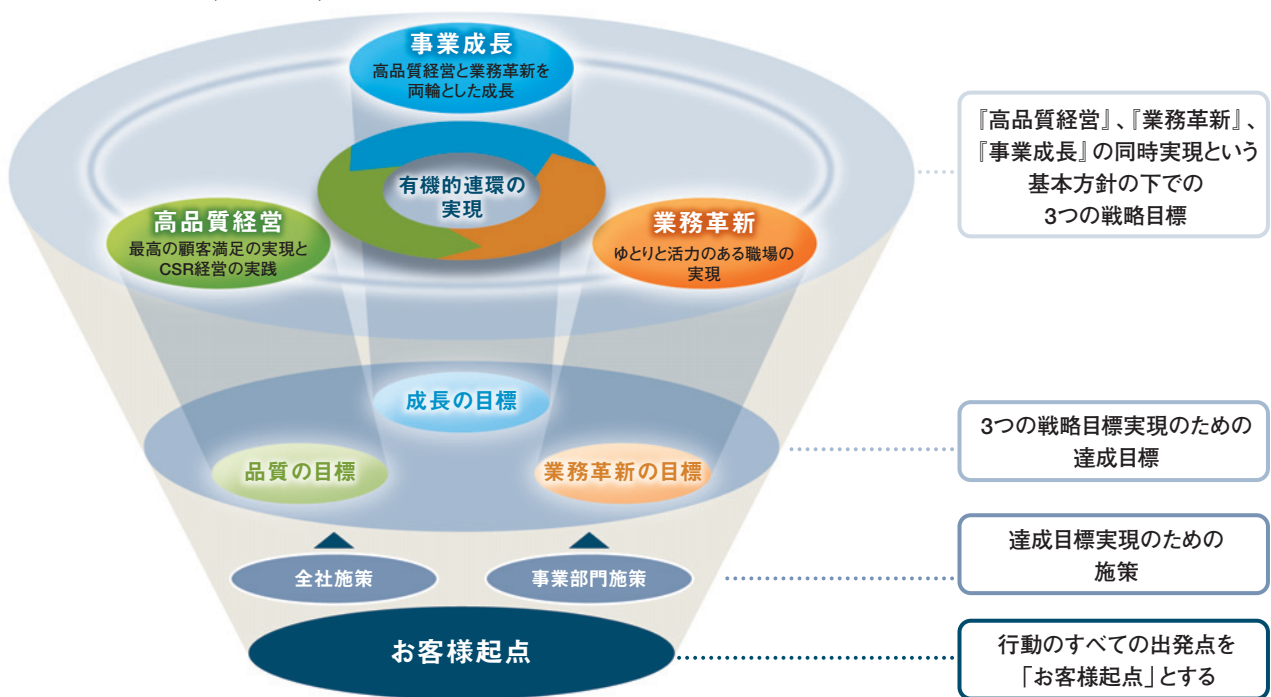 事業成長
高品質経営と業務革新を
両輪とした成長
有機的連環の
実現
高品質経営
最高の顧客満足の実現と
CSR経営の実践
業務革新
ゆとりと活力のある職場の
実現
『高品質経営』、『業務革新』、
『事業成長』の同時実現という
基本方針の下での
3つの戦略目標
成長の目標
品質の目標
業務革新の目標
3つの戦略目標実現のための
達成目標
全社施策
事業部門施策
達成目標実現のための
施策
お客様起点
行動のすべての出発点を
「お客様起点」とする